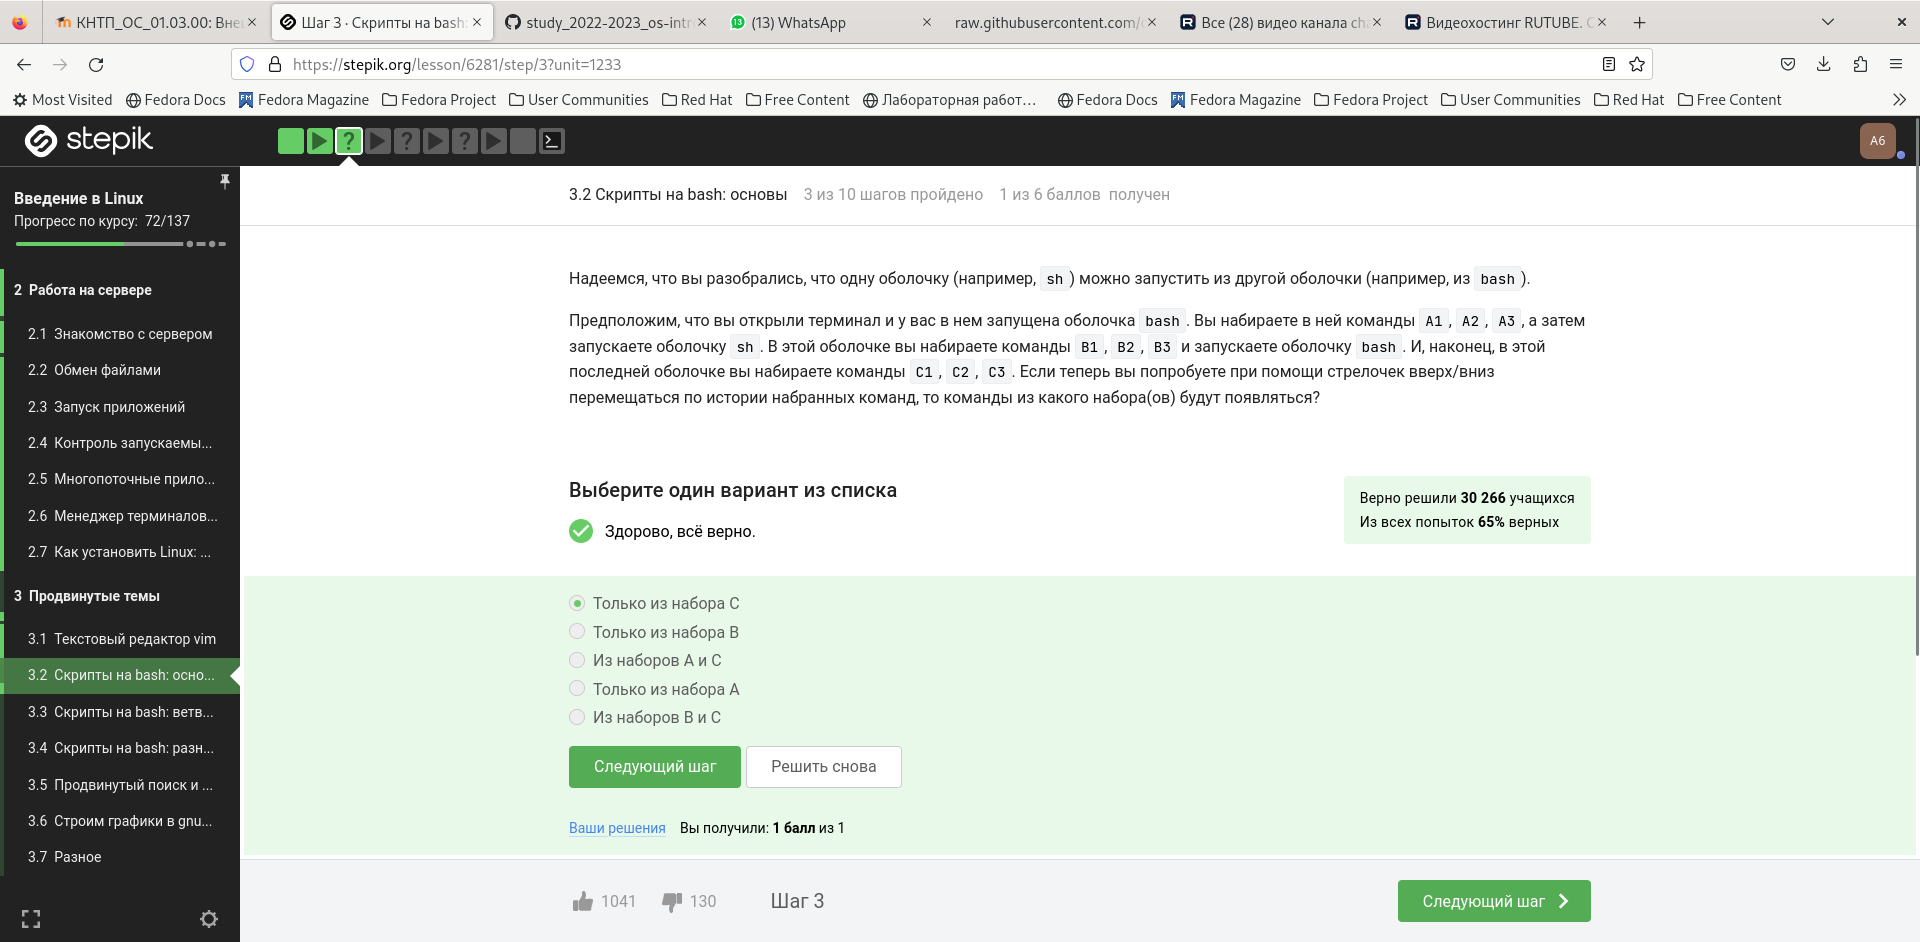 КНТП_ОС_01.03.00: Вне
Шаг 3 · Скрипты на bash:
study_2022-2023_os-intr
(13) WhatsApp
raw.githubusercontent.com/
Все (28) видео канала
Видеохостинг RUTUBE.
https://stepik.org/lesson/6281/step/3?unit=1233
Most Visited
Fedora Docs
Fedora Magazine
Fedora Project
User Communities
Red Hat
Free Content
Лабораторная работ…
Fedora Docs
Fedora Magazine
Fedora Project
User Communities
Red Hat
Free Content
stepik
A6
Введение в Linux
Прогресс по курсу: 72/137
2 Работа на сервере
2.1 Знакомство с сервером
2.2 Обмен файлами
2.3 Запуск приложений
2.4 Контроль запускаемы...
2.5 Многопоточные прило...
2.6 Менеджер терминалов...
2.7 Как установить Linux: ...
3 Продвинутые темы
3.1 Текстовый редактор vim
3.2 Скрипты на bash: осно...
3.3 Скрипты на bash: ветв...
3.4 Скрипты на bash: разн...
3.5 Продвинутый поиск и ...
3.6 Строим графики в gnu...
3.7 Разное
3.2 Скрипты на bash: основы 3 из 10 шагов пройдено 1 из 6 баллов получен
Надеемся, что вы разобрались, что одну оболочку (например, sh ) можно запустить из другой оболочки (например, из bash ).
Предположим, что вы открыли терминал и у вас в нем запущена оболочка bash . Вы набираете в ней команды A1 , A2 , A3 , а затем
запускаете оболочку sh . В этой оболочке вы набираете команды B1 , B2 , B3 и запускаете оболочку bash . И, наконец, в этой
последней оболочке вы набираете команды C1 , C2 , C3 . Если теперь вы попробуете при помощи стрелочек вверх/вниз
перемещаться по истории набранных команд, то команды из какого набора(ов) будут появляться?
Выберите один вариант из списка
Здорово, всё верно.
Верно решили 30 266 учащихся
Из всех попыток 65% верных
Только из набора C
Только из набора B
Из наборов A и C
Только из набора A
Из наборов B и C
Следующий шаг
Решить снова
Ваши решения Вы получили: 1 балл из 1
1041
130
Шаг 3
Следующий шаг